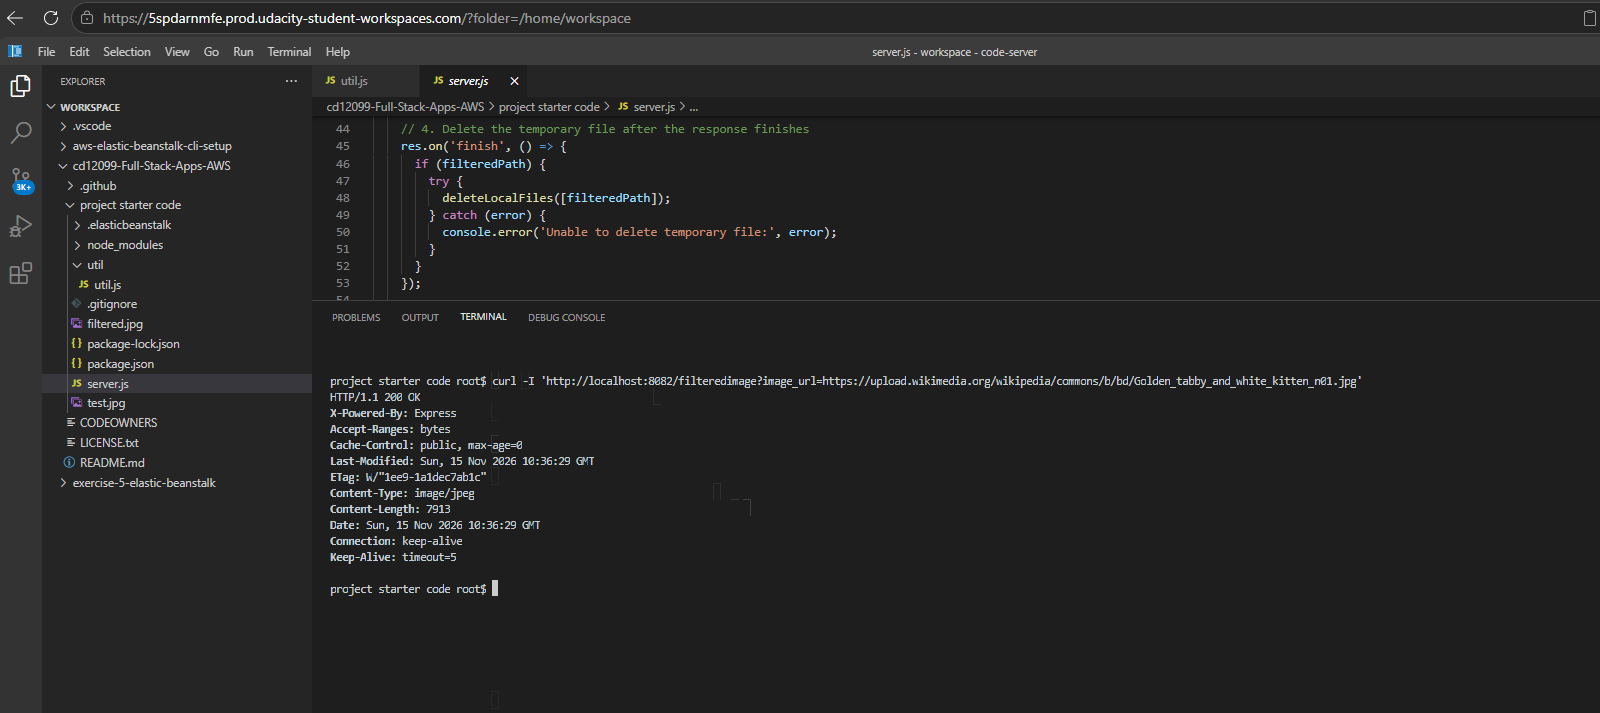 https://5spdarnmfe.prod.udacity-student-workspaces.com/?folder=/home/workspace
File Edit Selection View Go Run Terminal Help
server.js - workspace - code-server
EXPLORER
WORKSPACE
.vscode
aws-elastic-beanstalk-cli-setup
cd12099-Full-Stack-Apps-AWS
.github
project starter code
.elasticbeanstalk
node_modules
util
JS util.js
.gitignore
filtered.jpg
{} package-lock.json
{} package.json
JS server.js
test.jpg
CODEOWNERS
LICENSE.txt
README.md
exercise-5-elastic-beanstalk
3K+
JS util.js
JS server.js
cd12099-Full-Stack-Apps-AWS > project starter code > JS server.js > ...
44 // 4. Delete the temporary file after the response finishes
45 res.on('finish', () => {
46 if (filteredPath) {
47 try {
48 deleteLocalFiles([filteredPath]);
49 } catch (error) {
50 console.error('Unable to delete temporary file:', error);
51 }
52 }
53 });
54
PROBLEMS OUTPUT TERMINAL DEBUG CONSOLE
project starter code root$ curl -I 'http://localhost:8082/filteredimage?image_url=https://upload.wikimedia.org/wikipedia/commons/b/bd/Golden_tabby_and_white_kitten_n01.jpg'
HTTP/1.1 200 OK
X-Powered-By: Express
Accept-Ranges: bytes
Cache-Control: public, max-age=0
Last-Modified: Sun, 15 Nov 2026 10:36:29 GMT
ETag: W/"1ee9-1a1dec7ab1c"
Content-Type: image/jpeg
Content-Length: 7913
Date: Sun, 15 Nov 2026 10:36:29 GMT
Connection: keep-alive
Keep-Alive: timeout=5
project starter code root$